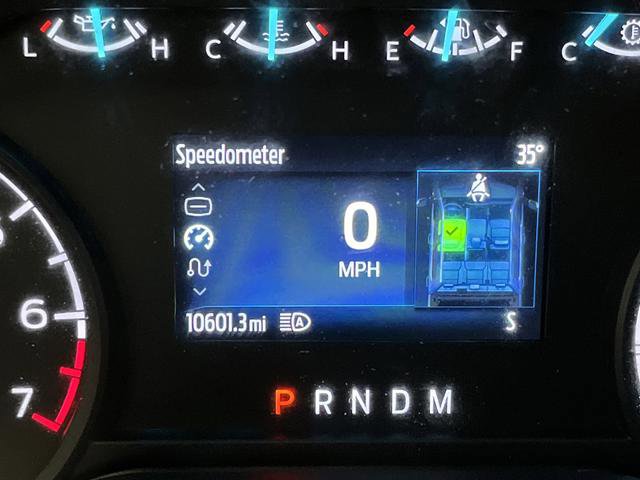 L H C H E F C
Speedometer 35°
0
MPH
10601.3 mi A S
6
7
P R N D M